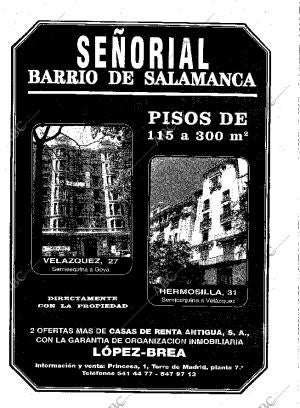 SEÑORIAL
BARRIO DE SALAMANCA
PISOS DE
115 a 300 m²
VELAZQUEZ, 27
Semiesquina a Goya
HERMOSILLA, 31
Semiesquina a Velázquez
DIRECTAMENTE
CON LA PROPIEDAD
2 OFERTAS MAS DE CASAS DE RENTA ANTIGUA, S.A.,
CON LA GARANTIA DE ORGANIZACION INMOBILIARIA
LÓPEZ-BREA
Información y venta: Princesa, 1, Torre de Madrid, planta 7.ª
Teléfonos 541 44 77 - 547 97 13